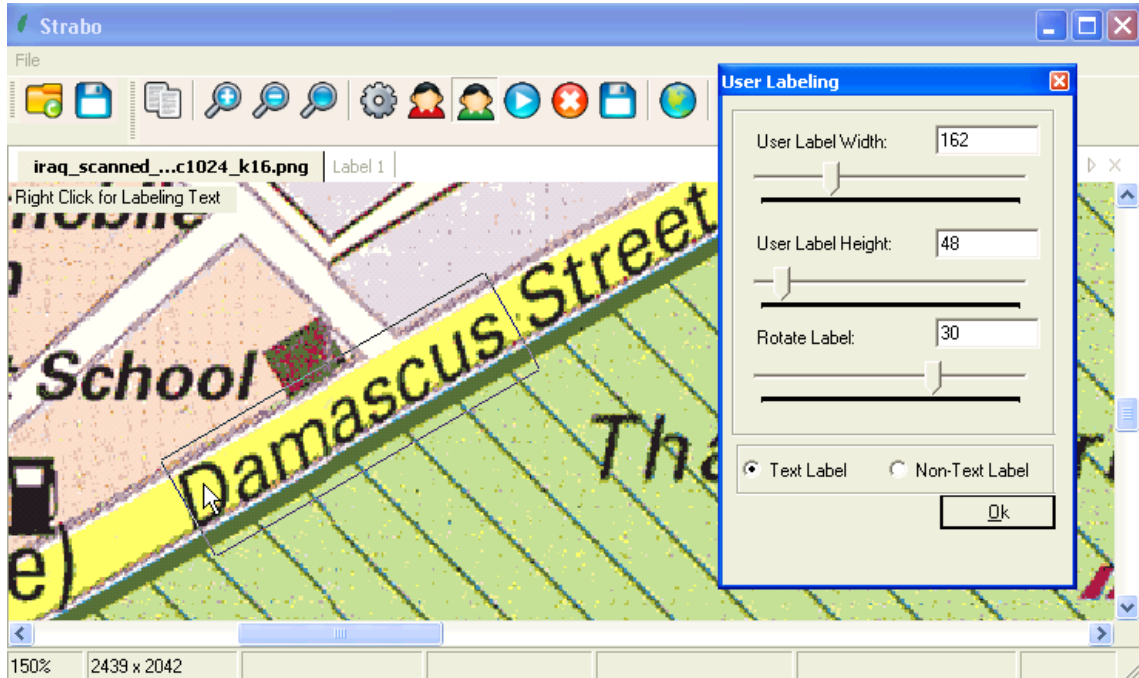 Strabo
File
User Labeling
iraq_scanned_...c1024_k16.png
Label 1
Right Click for Labeling Text
User Label Width:
162
User Label Height:
48
Rotate Label:
30
Text Label
Non-Text Label
Ok
Damascus Street
School
Tha
e)
150%
2439 x 2042